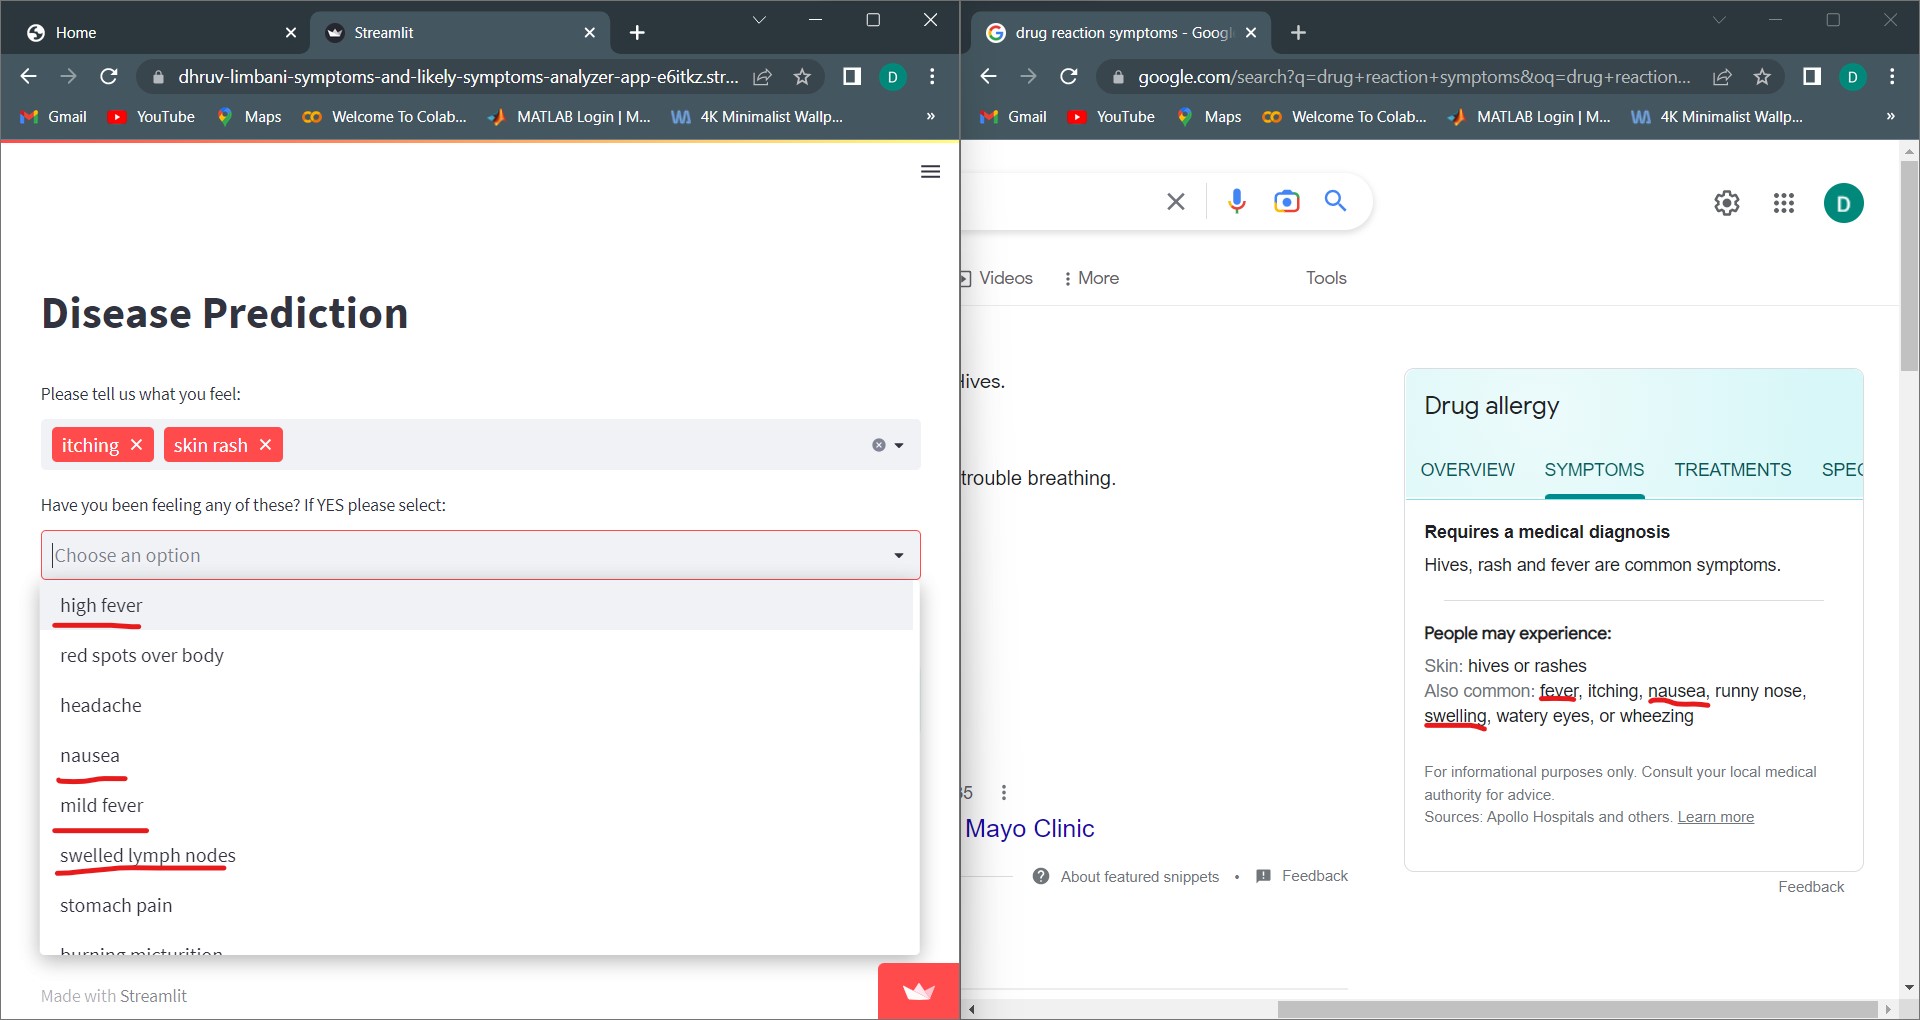 Home
Streamlit
dhruv-limbani-symptoms-and-likely-symptoms-analyzer-app-e6itkz.str...
D
Gmail
YouTube
Maps
Welcome To Colab...
MATLAB Login | M...
4K Minimalist Wallp...
»
Disease Prediction
Please tell us what you feel:
itching
skin rash
Have you been feeling any of these? If YES please select:
Choose an option
high fever
red spots over body
headache
nausea
mild fever
swelled lymph nodes
stomach pain
burning micturition
Made with Streamlit
drug reaction symptoms - Googl
google.com/search?q=drug+reaction+symptoms&oq=drug+reaction...
D
Gmail
YouTube
Maps
Welcome To Colab...
MATLAB Login | M...
4K Minimalist Wallp...
»
D
Videos
More
Tools
Hives.
trouble breathing.
Mayo Clinic
About featured snippets • Feedback
Drug allergy
OVERVIEW SYMPTOMS TREATMENTS SPEC
Requires a medical diagnosis
Hives, rash and fever are common symptoms.
People may experience:
Skin: hives or rashes
Also common: fever, itching, nausea, runny nose,
swelling, watery eyes, or wheezing
For informational purposes only. Consult your local medical
authority for advice.
Sources: Apollo Hospitals and others. Learn more
Feedback